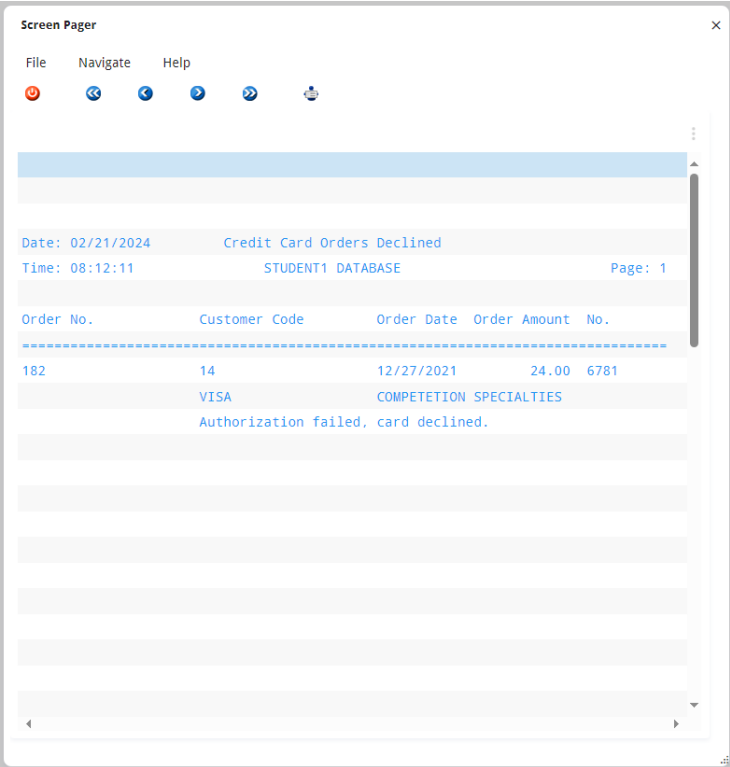 Screen Pager
File Navigate Help
Date: 02/21/2024 Credit Card Orders Declined
Time: 08:12:11 STUDENT1 DATABASE Page: 1
Order No. Customer Code Order Date Order Amount No.
================================================================================
182 14 12/27/2021 24.00 6781
VISA COMPETETION SPECIALTIES
Authorization failed, card declined.